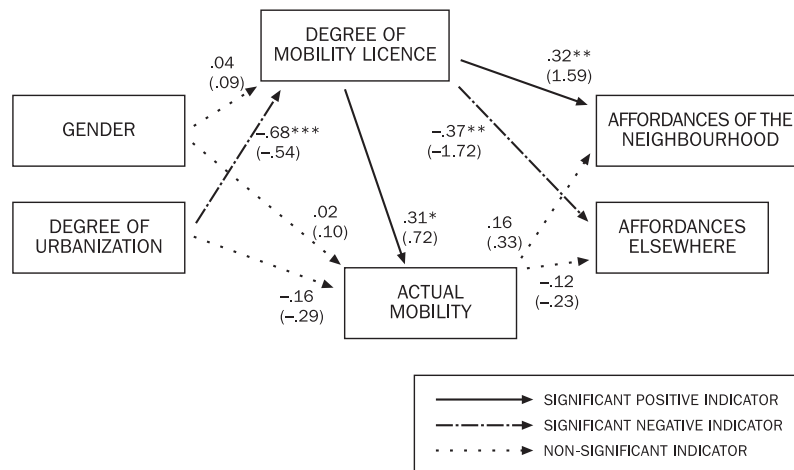 DEGREE OF
MOBILITY LICENCE
.04
(.09)
.32**
(1.59)
GENDER
–.68***
(–.54)
–.37**
(–1.72)
AFFORDANCES OF THE
NEIGHBOURHOOD
DEGREE OF
URBANIZATION
.02
(.10)
.31*
(.72)
.16
(.33)
AFFORDANCES
ELSEWHERE
–.16
(–.29)
ACTUAL
MOBILITY
–.12
(–.23)
SIGNIFICANT POSITIVE INDICATOR
SIGNIFICANT NEGATIVE INDICATOR
NON-SIGNIFICANT INDICATOR